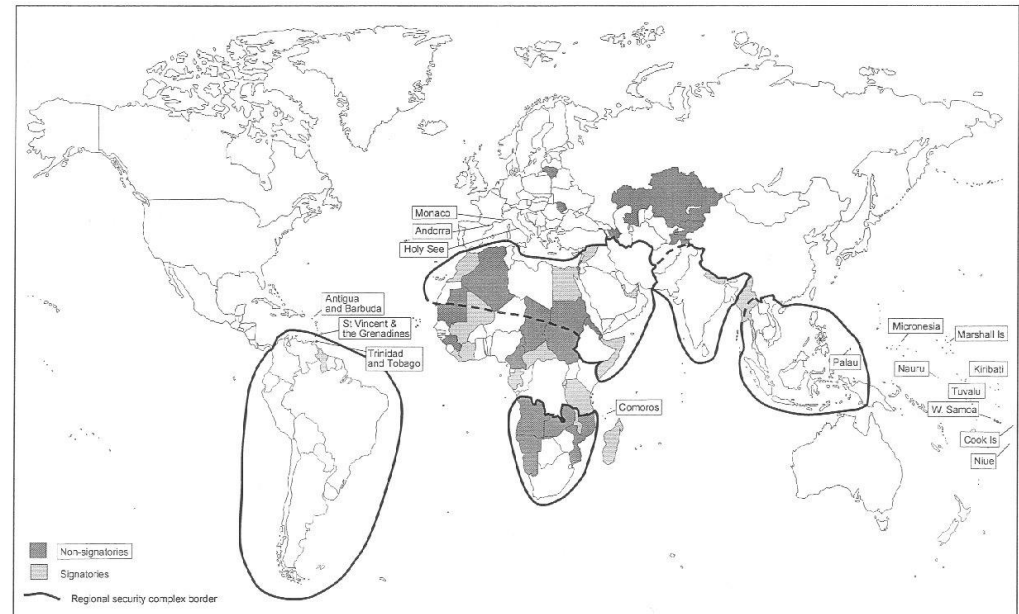 Monaco
Andorra
Holy See
Antigua
and Barbuda
St Vincent &
the Grenadines
Trinidad
and Tobago
Comoros
Micronesia
Marshall Is
Palau
Nauru
Kiribati
Tuvalu
W. Samoa
Cook Is
Niue
Non-signatories
Signatories
Regional security complex border